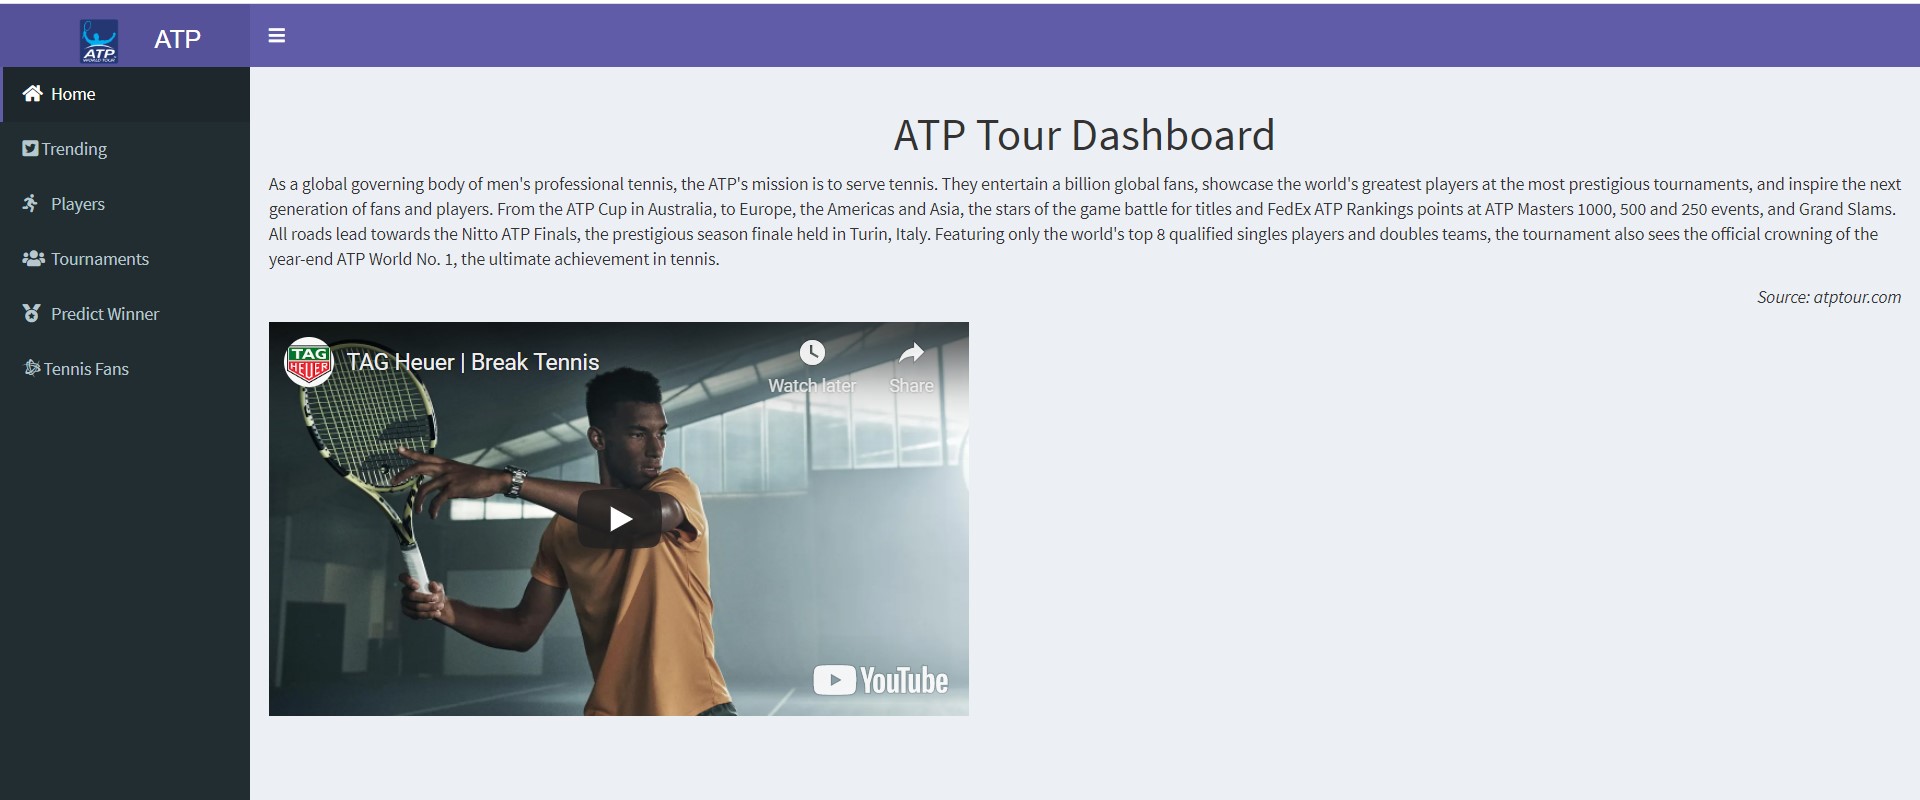 ATP
WORLD TOUR
ATP
Home
Trending
Players
Tournaments
Predict Winner
Tennis Fans
ATP Tour Dashboard
As a global governing body of men's professional tennis, the ATP's mission is to serve tennis. They entertain a billion global fans, showcase the world's greatest players at the most prestigious tournaments, and inspire the next
generation of fans and players. From the ATP Cup in Australia, to Europe, the Americas and Asia, the stars of the game battle for titles and FedEx ATP Rankings points at ATP Masters 1000, 500 and 250 events, and Grand Slams.
All roads lead towards the Nitto ATP Finals, the prestigious season finale held in Turin, Italy. Featuring only the world's top 8 qualified singles players and doubles teams, the tournament also sees the official crowning of the
year-end ATP World No. 1, the ultimate achievement in tennis.
Source: atptour.com
TAG
HEUER
TAG Heuer | Break Tennis
Watch later
Share
YouTube